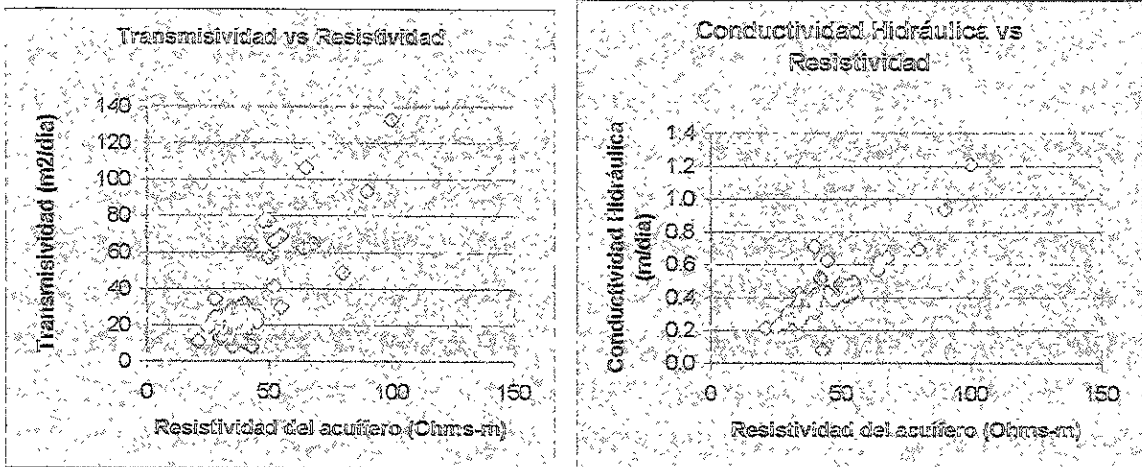 Transmisividad vs Resistividad
Transmisividad (m2/día)
140
120
100
80
60
40
20
0
0 50 100 150
Resistividad del acuífero (Ohms-m)
Conductividad Hidráulica vs
Resistividad
Conductividad Hidráulica
(m/día)
1.4
1.2
1.0
0.8
0.6
0.4
0.2
0.0
0 50 100 150
Resistividad del acuífero (Ohms-m)